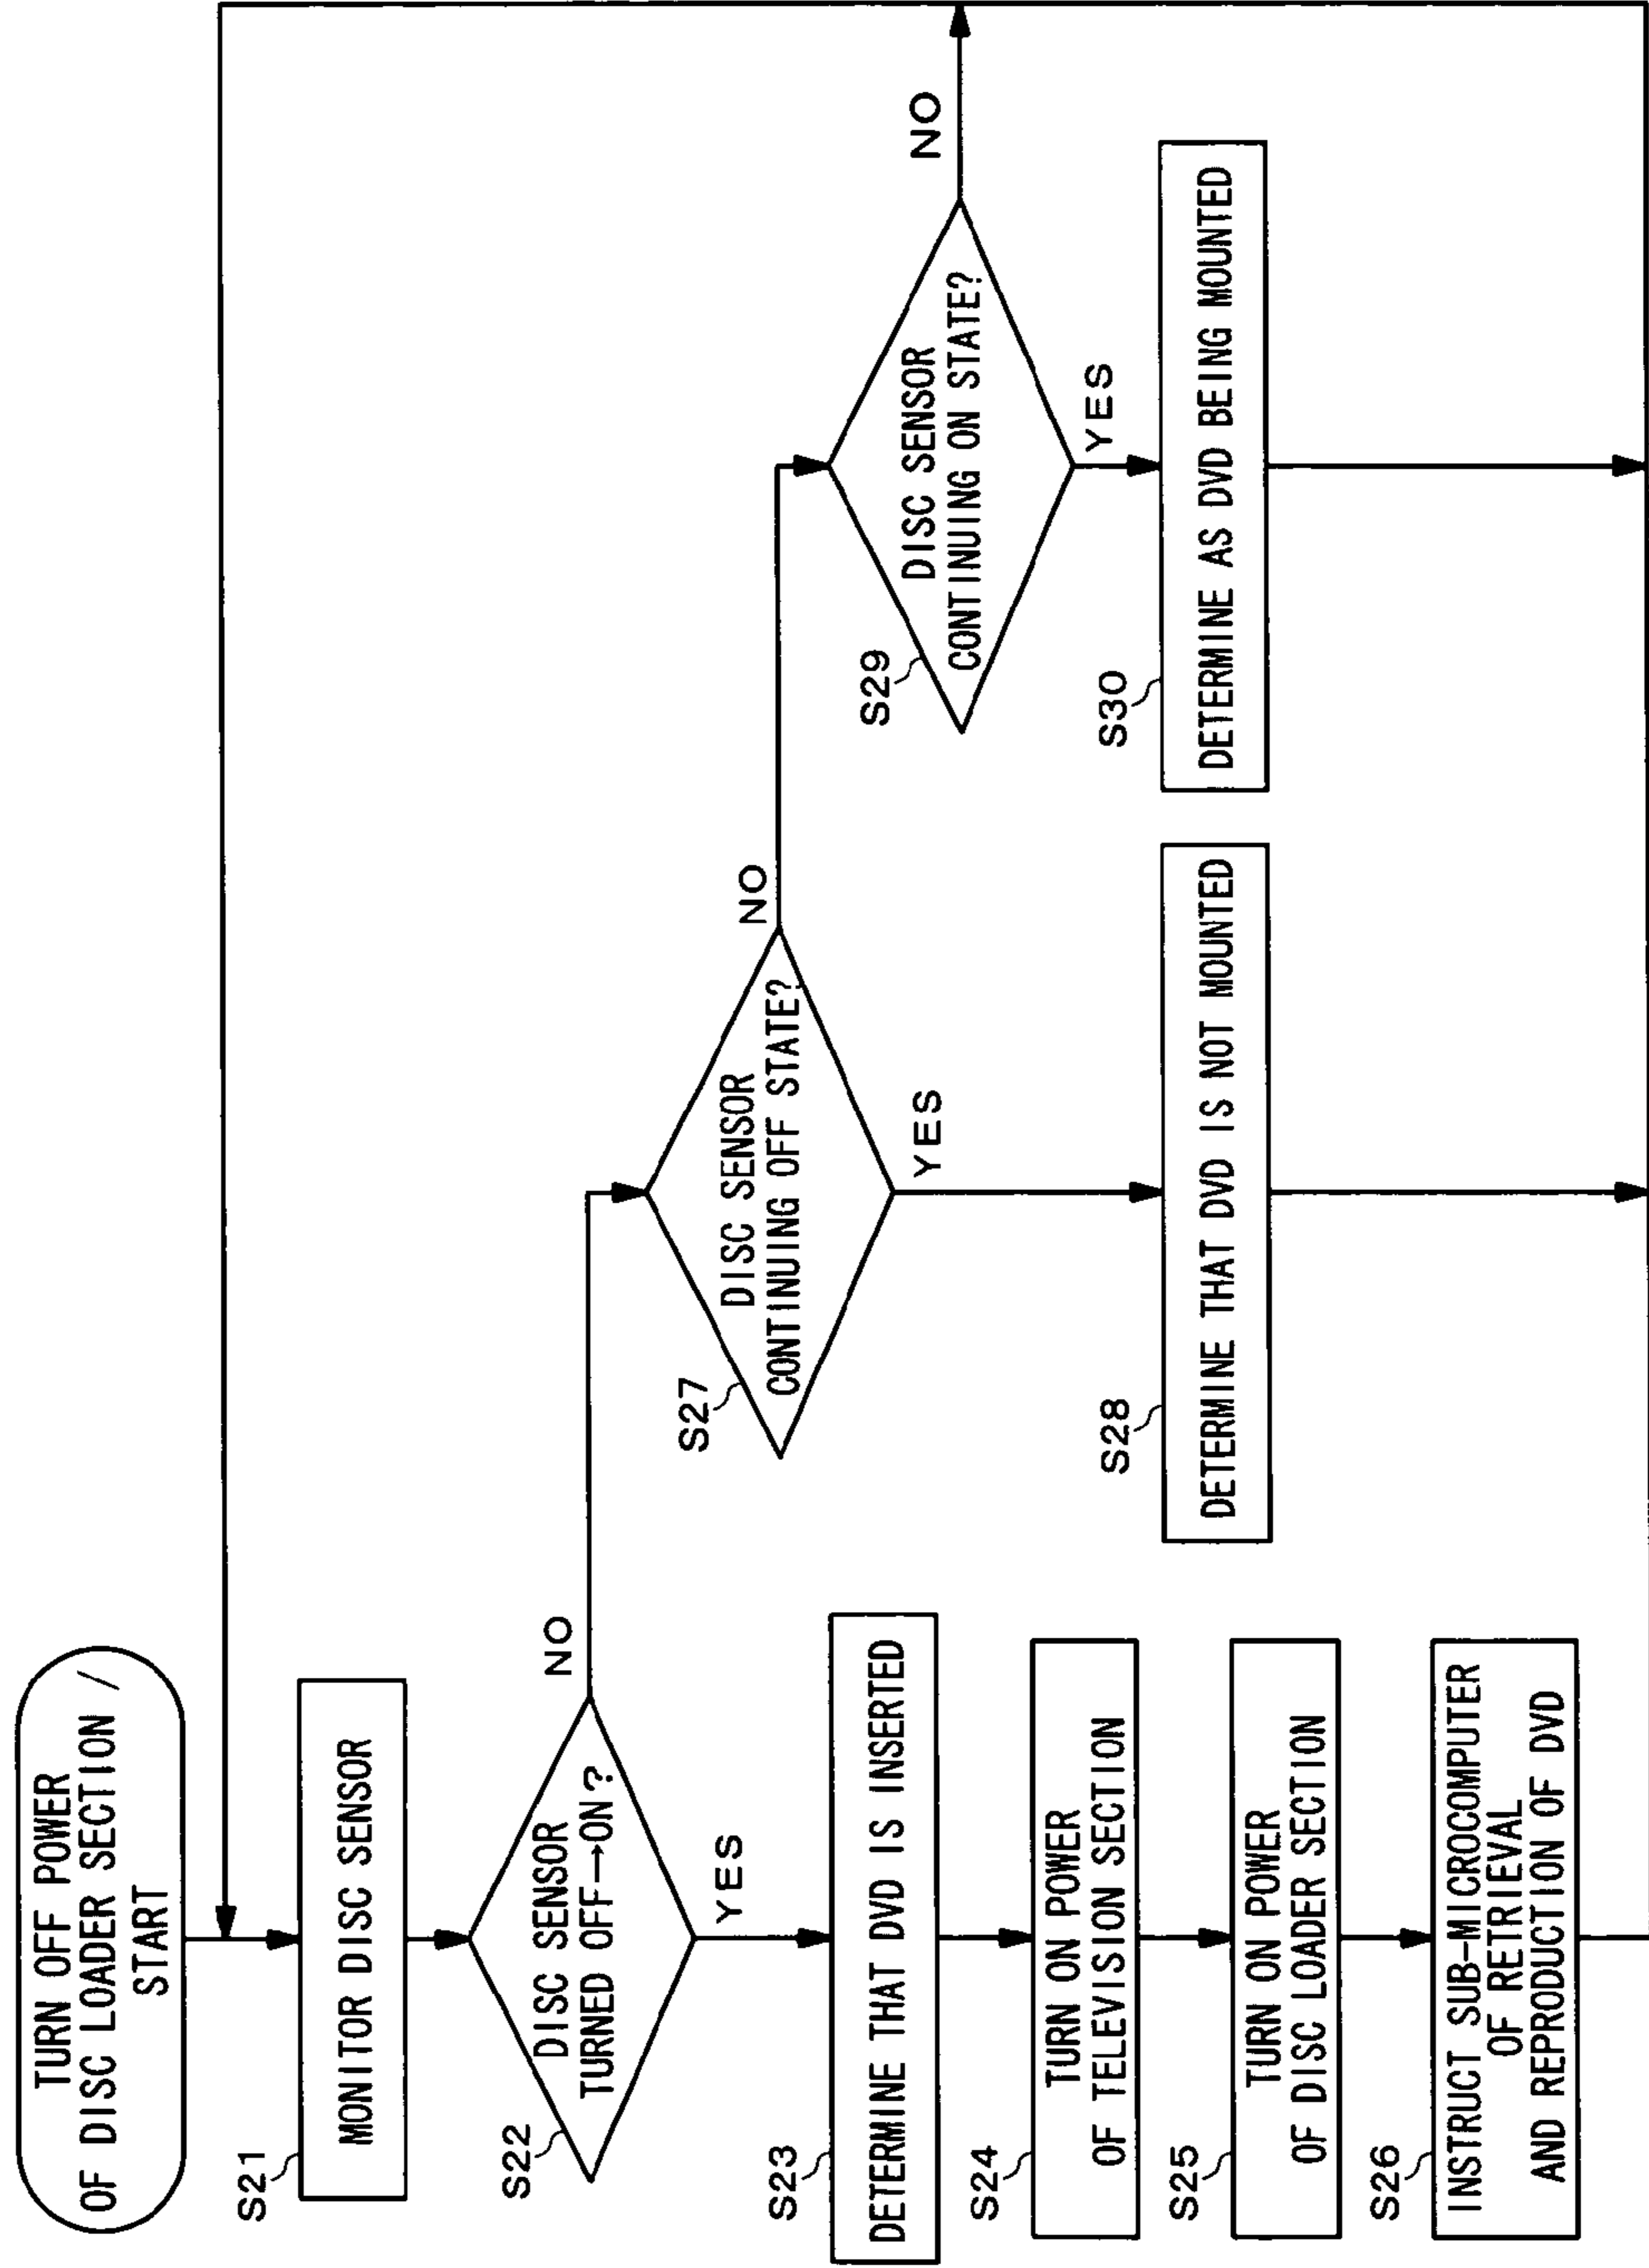 TURN OFF POWER
OF DISC LOADER SECTION /
START
S21
MONITOR DISC SENSOR
S22
DISC SENSOR
TURNED OFF→ON?
NO
YES
S23
DETERMINE THAT DVD IS INSERTED
S24
TURN ON POWER
OF TELEVISION SECTION
S25
TURN ON POWER
OF DISC LOADER SECTION
S26
INSTRUCT SUB-MICROCOMPUTER
OF RETRIEVAL
AND REPRODUCTION OF DVD
S27
DISC SENSOR
CONTINUING OFF STATE?
NO
YES
S28
DETERMINE THAT DVD IS NOT MOUNTED
S29
DISC SENSOR
CONTINUING ON STATE?
NO
YES
S30
DETERMINE AS DVD BEING MOUNTED